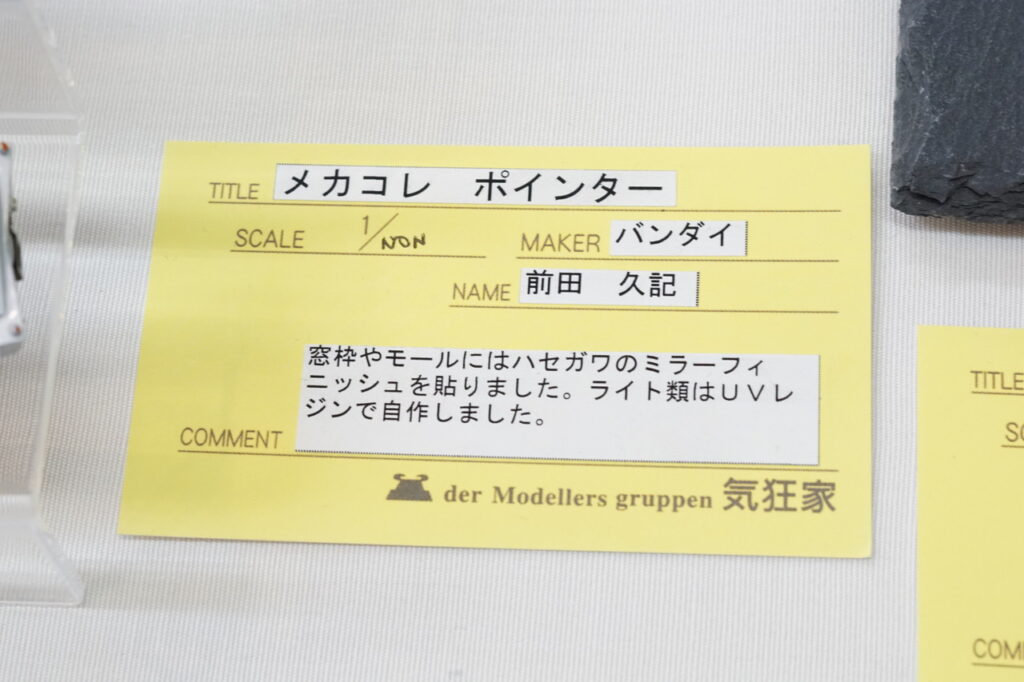 TITLE メカコレ ポインター
SCALE 1/NON MAKER バンダイ
NAME 前田 久記
窓枠やモールにはハセガワのミラーフィ
ニッシュを貼りました。ライト類はUVレ
ジンで自作しました。
COMMENT
der Modellers gruppen 気狂家
TITLE